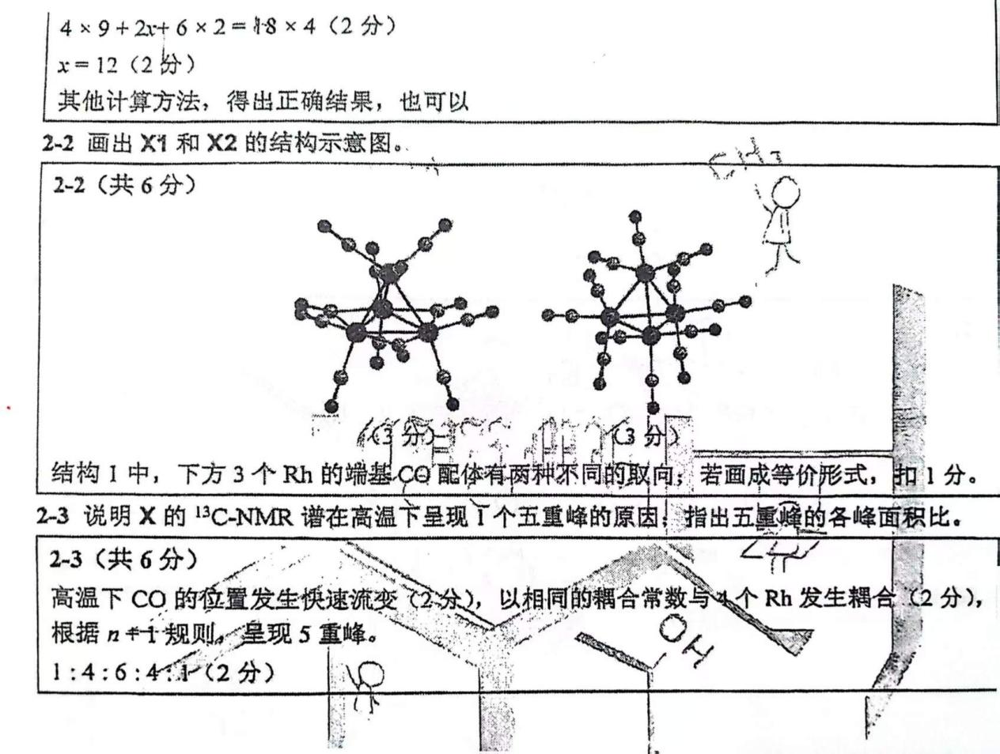 4 × 9 + 2x + 6 × 2 = 18 × 4（2 分）
x = 12（2 分）
其他计算方法，得出正确结果，也可以
2-2 画出 X1 和 X2 的结构示意图。
CH3
2-2（共 6 分）
（3 分） （3 分）
结构 1 中，下方 3 个 Rh 的端基 CO 配体有两种不同的取向；若画成等价形式，扣 1 分。
2-3 说明 X 的 ¹³C-NMR 谱在高温下呈现 1 个五重峰的原因；指出五重峰的各峰面积比。
2-3（共 6 分）
高温下 CO 的位置发生快速流变（2 分），以相同的耦合常数与 4 个 Rh 发生耦合（2 分），
根据 n + 1 规则，呈现 5 重峰。
OH
1 : 4 : 6 : 4 : 1（2 分）